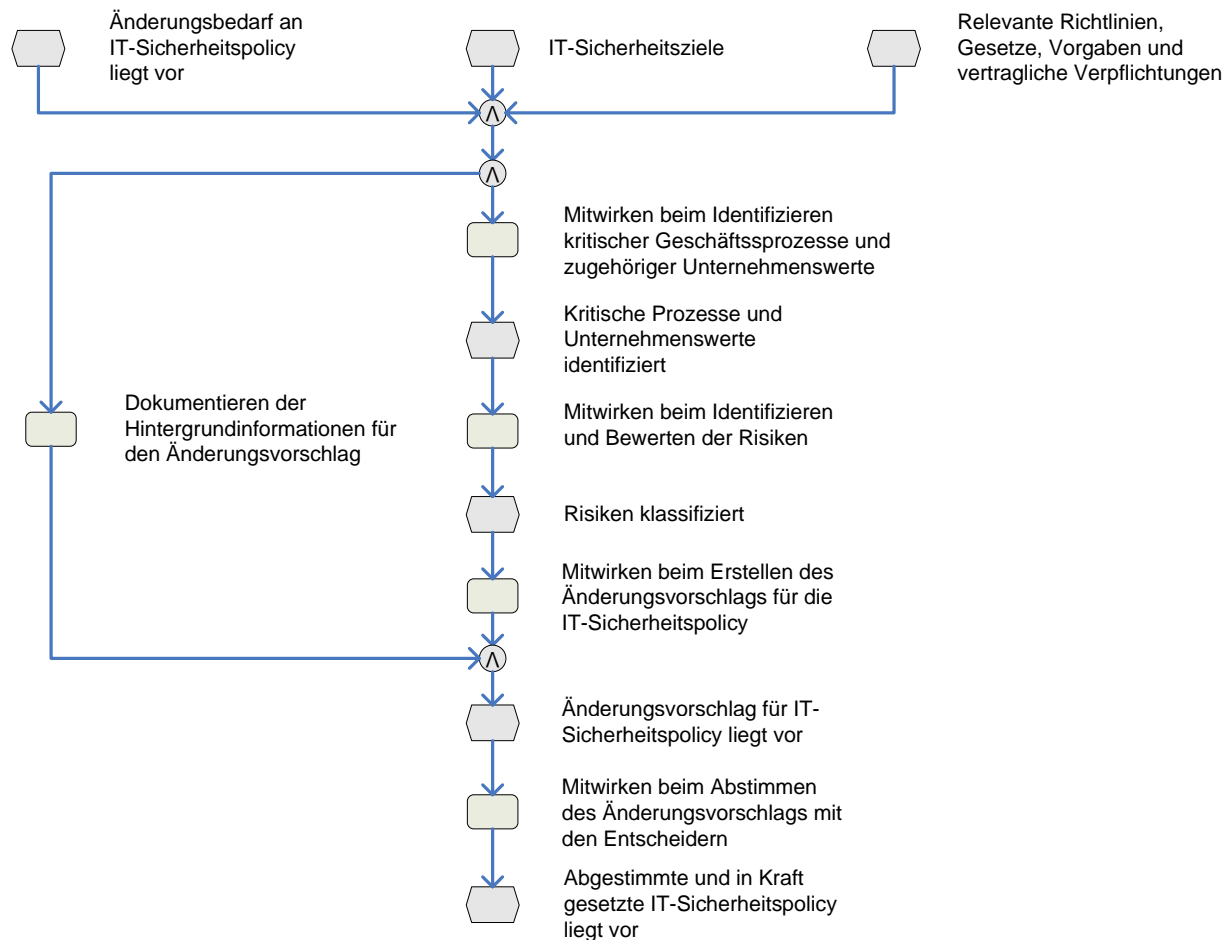 Änderungsbedarf an
IT-Sicherheitspolicy
liegt vor
IT-Sicherheitsziele
Relevante Richtlinien,
Gesetze, Vorgaben und
vertragliche Verpflichtungen
Λ
Λ
Mitwirken beim Identifizieren
kritischer Geschäftssprozesse und
zugehöriger Unternehmenswerte
Kritische Prozesse und
Unternehmenswerte
identifiziert
Dokumentieren der
Hintergrundinformationen für
den Änderungsvorschlag
Mitwirken beim Identifizieren
und Bewerten der Risiken
Risiken klassifiziert
Mitwirken beim Erstellen des
Änderungsvorschlags für die
IT-Sicherheitspolicy
Λ
Änderungsvorschlag für IT-
Sicherheitspolicy liegt vor
Mitwirken beim Abstimmen
des Änderungsvorschlags mit
den Entscheidern
Abgestimmte und in Kraft
gesetzte IT-Sicherheitspolicy
liegt vor